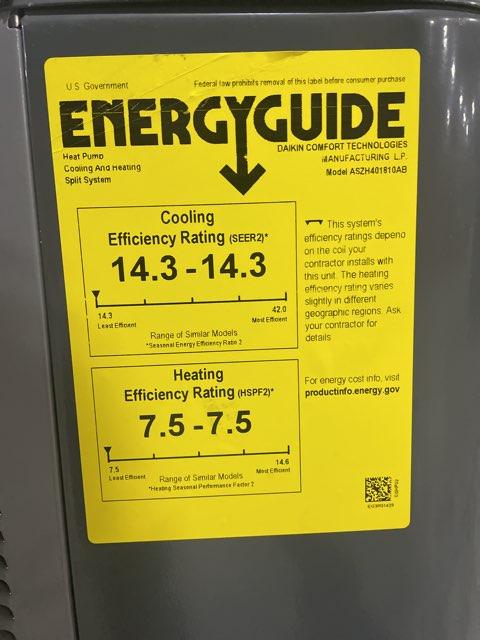 U.S. Government
Federal law prohibits removal of this label before consumer purchase
ENERGYGUIDE
Heat Pump
Cooling And Heating
Split System
DAIKIN COMFORT TECHNOLOGIES
MANUFACTURING L.P.
Model ASZH401810AB
Cooling
Efficiency Rating (SEER2)*
14.3 - 14.3
14.3
42.0
Least Efficient
Most Efficient
Range of Similar Models
*Seasonal Energy Efficiency Ratio 2
This system's
efficiency ratings depend
on the coil your
contractor installs with
this unit. The heating
efficiency rating varies
slightly in different
geographic regions. Ask
your contractor for
details
Heating
Efficiency Rating (HSPF2)*
7.5 - 7.5
7.5
14.6
Least Efficient
Most Efficient
Range of Similar Models
*Heating Seasonal Performance Factor 2
For energy cost info, visit
productinfo.energy.gov